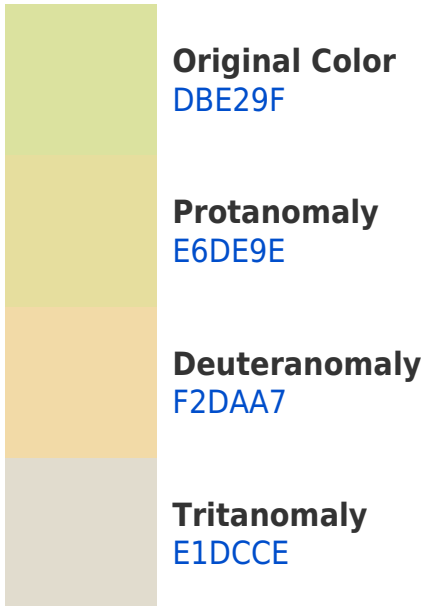 Original Color
DBE29F
Protanomaly
E6DE9E
Deuteranomaly
F2DAA7
Tritanomaly
E1DCCE